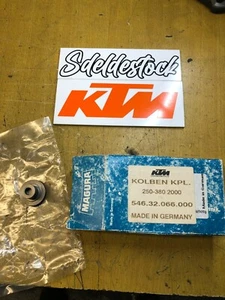 Sdeldestock
KTM
MAGURA
KTM
KOLBEN KPL.
250-380 2000
546.32.066.000
MADE IN GERMANY